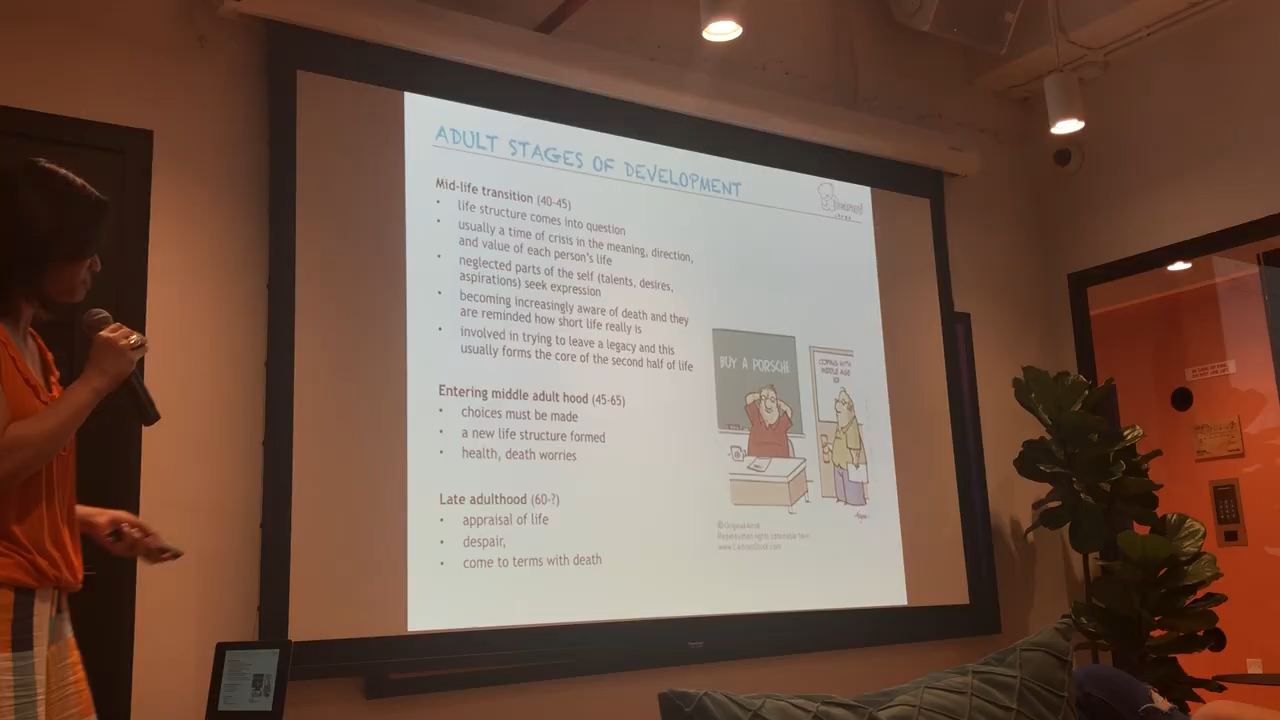 ADULT STAGES OF DEVELOPMENT
Mid-life transition (40-45)
• life structure comes into question
• usually a time of crisis in the meaning, direction,
and value of each person's life
• neglected parts of the self (talents, desires,
aspirations) seek expression
• becoming increasingly aware of death and they
are reminded how short life really is
• involved in trying to leave a legacy and this
usually forms the core of the second half of life
Entering middle adult hood (45-65)
• choices must be made
• a new life structure formed
• health, death worries
Late adulthood (60-?)
• appraisal of life
• despair,
• come to terms with death
BUY A PORSCHE
COPING WITH
MIDDLE AGE
www.CartoonStock.com